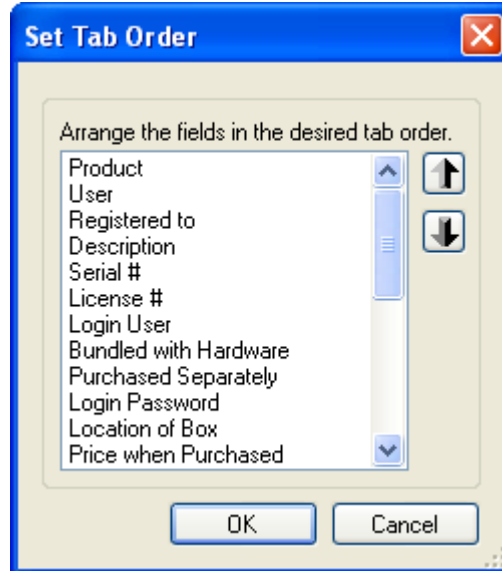 Set Tab Order
Arrange the fields in the desired tab order.
Product
User
Registered to
Description
Serial #
License #
Login User
Bundled with Hardware
Purchased Separately
Login Password
Location of Box
Price when Purchased
OK
Cancel